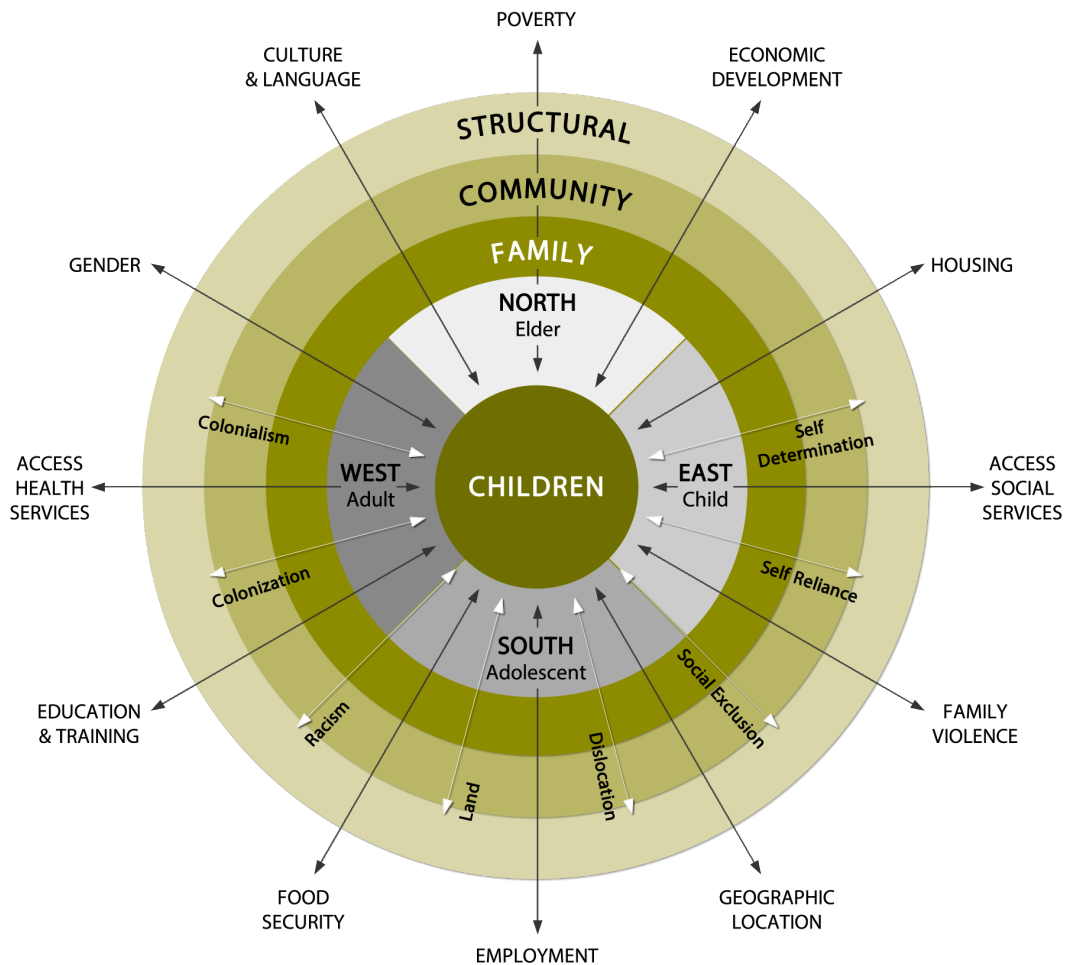 POVERTY
CULTURE
& LANGUAGE
ECONOMIC
DEVELOPMENT
STRUCTURAL
COMMUNITY
FAMILY
GENDER
HOUSING
NORTH
Elder
Colonialism
Self
Determination
ACCESS
HEALTH
SERVICES
WEST
Adult
CHILDREN
EAST
Child
ACCESS
SOCIAL
SERVICES
Colonization
Self Reliance
SOUTH
Adolescent
EDUCATION
& TRAINING
Racism
Land
Dislocation
Social Exclusion
FAMILY
VIOLENCE
FOOD
SECURITY
GEOGRAPHIC
LOCATION
EMPLOYMENT